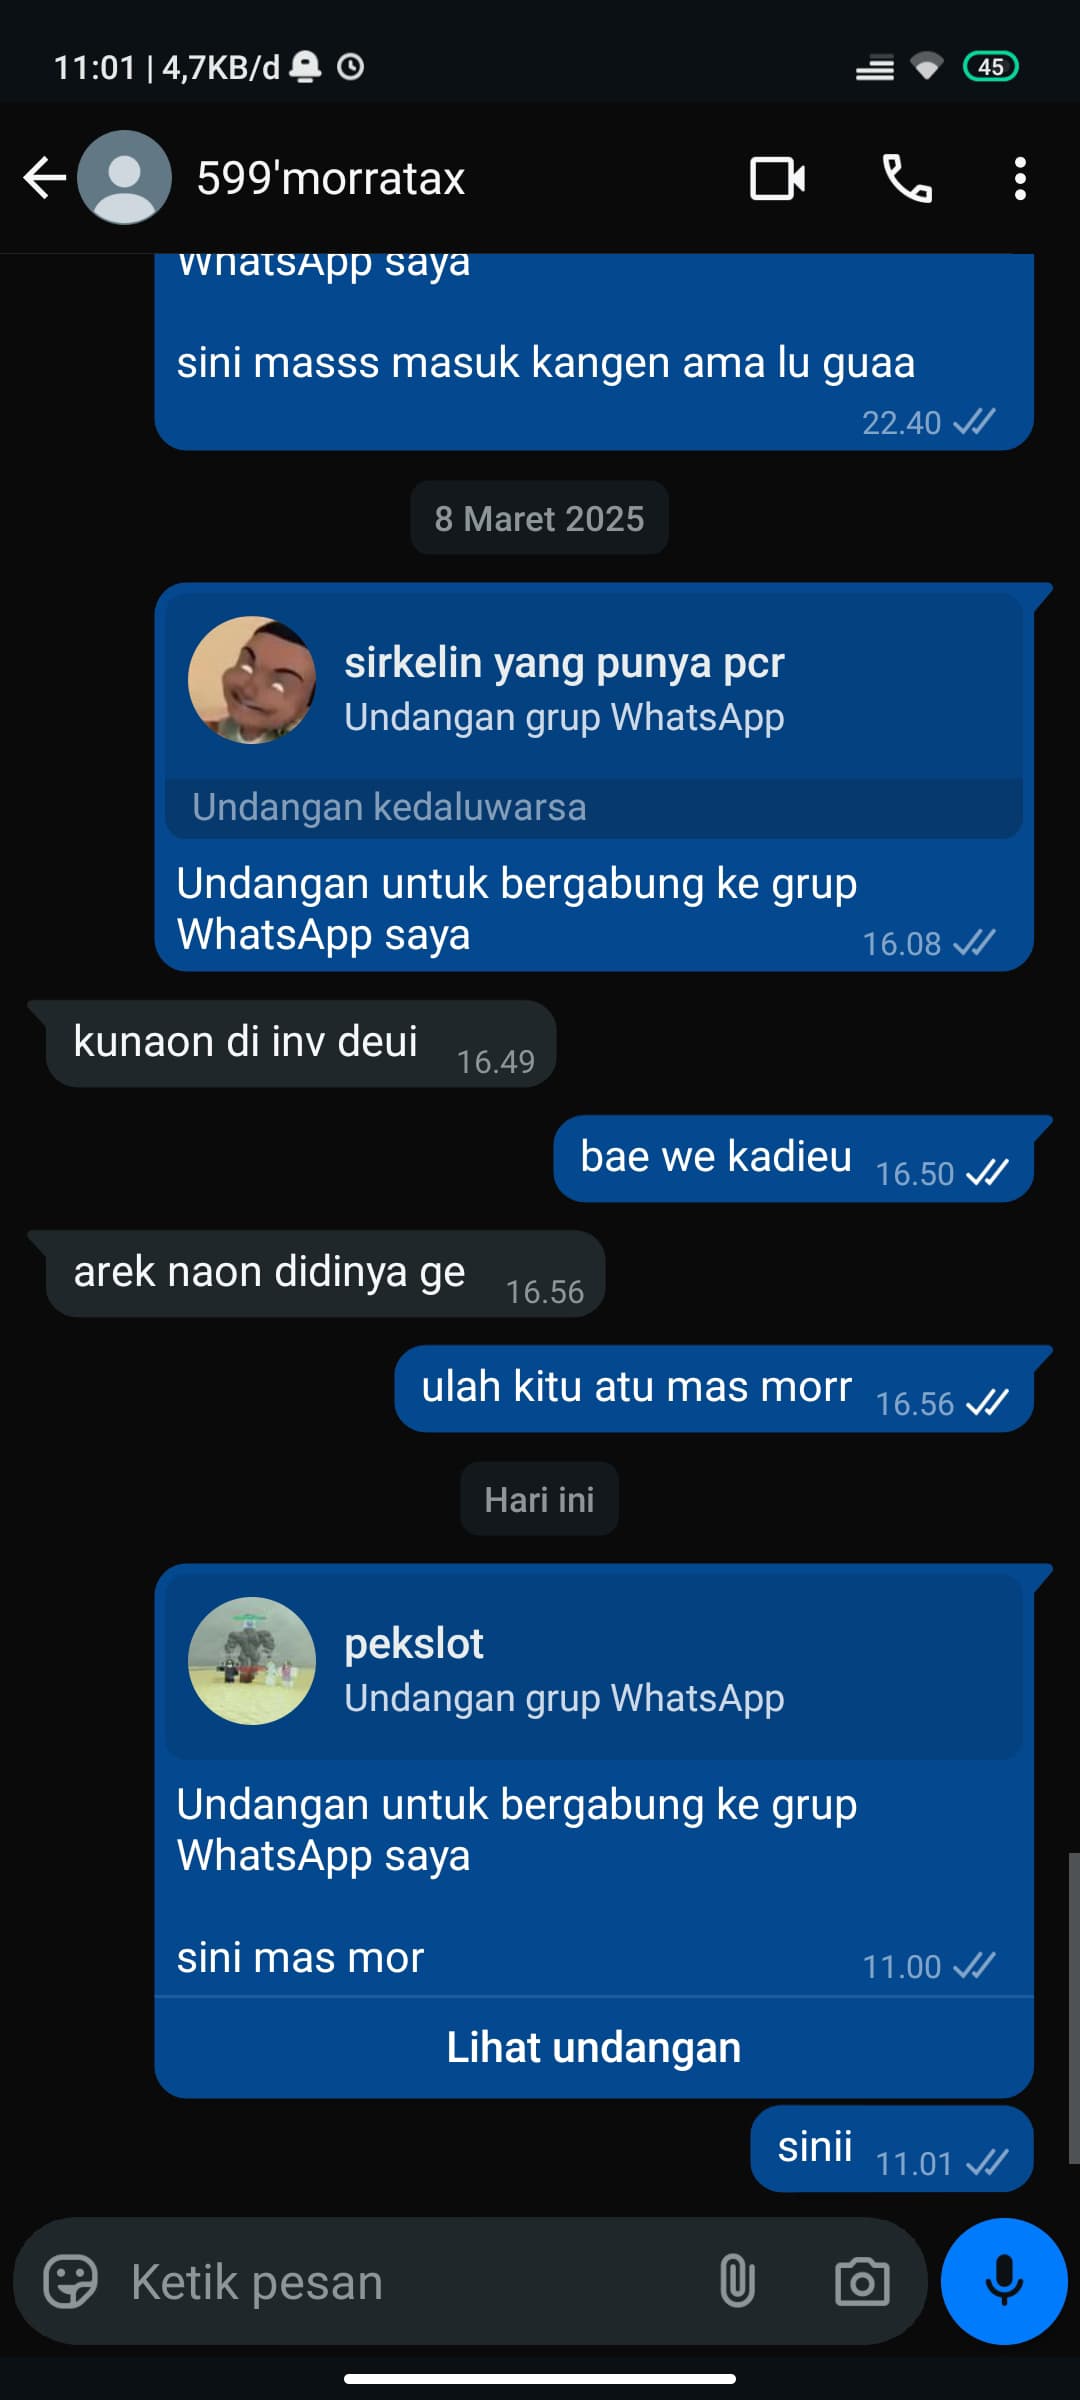 11:01 | 4,7KB/d
45
599'morratax
WhatsApp saya
sini masss masuk kangen ama lu guaa
22.40
8 Maret 2025
sirkelin yang punya pcr
Undangan grup WhatsApp
Undangan kedaluwarsa
Undangan untuk bergabung ke grup
WhatsApp saya
16.08
kunaon di inv deui
16.49
bae we kadieu
16.50
arek naon didinya ge
16.56
ulah kitu atu mas morr
16.56
Hari ini
pekslot
Undangan grup WhatsApp
Undangan untuk bergabung ke grup
WhatsApp saya
sini mas mor
11.00
Lihat undangan
sinii
11.01
Ketik pesan